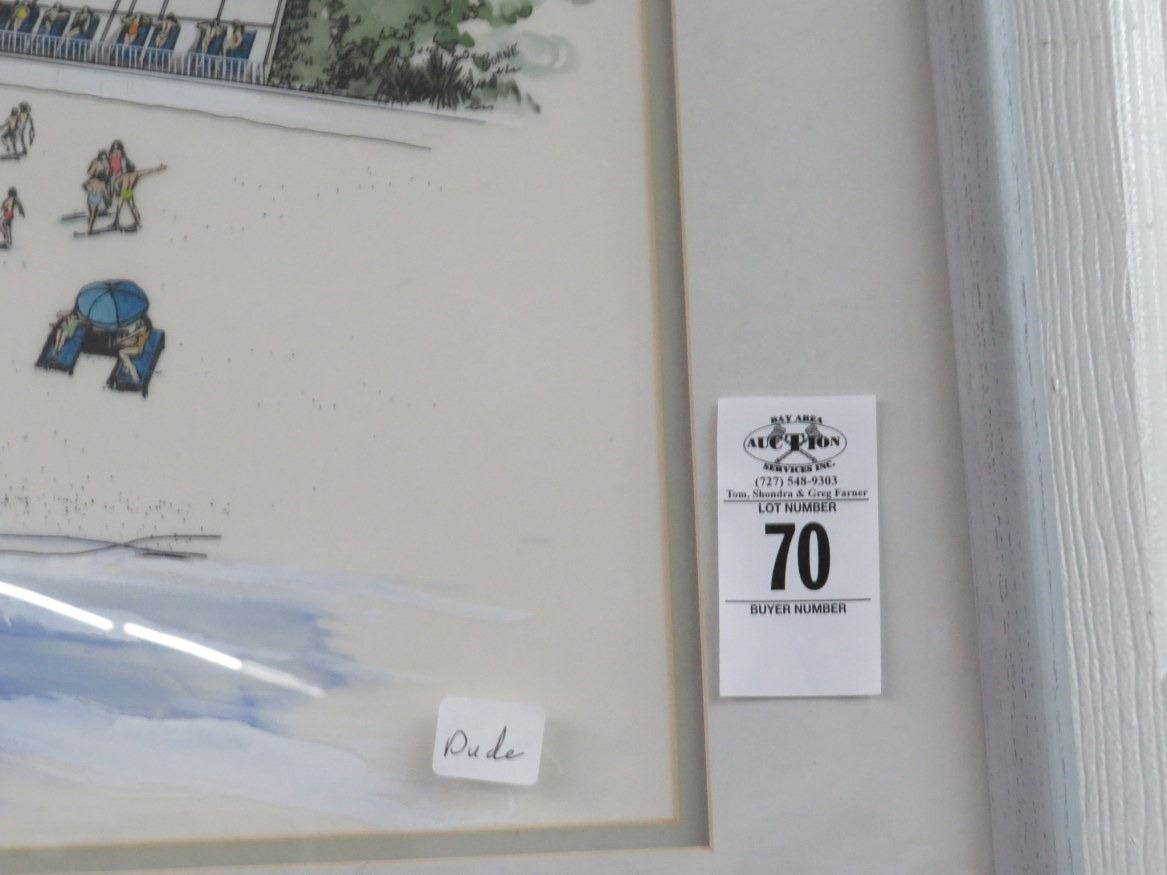 BAY AREA
AUCTION
SERVICES INC.
(727) 548-9303
Tom, Shondra & Greg Farner
LOT NUMBER
70
BUYER NUMBER
Dude